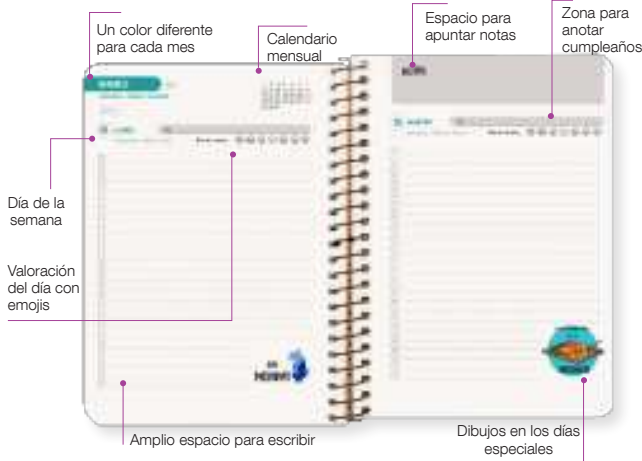 Un color diferente
para cada mes
Calendario
mensual
Espacio para
apuntar notas
Zona para
anotar
cumpleaños
Día de la
semana
Valoración
del día con
emojis
Amplio espacio para escribir
Dibujos en los días
especiales